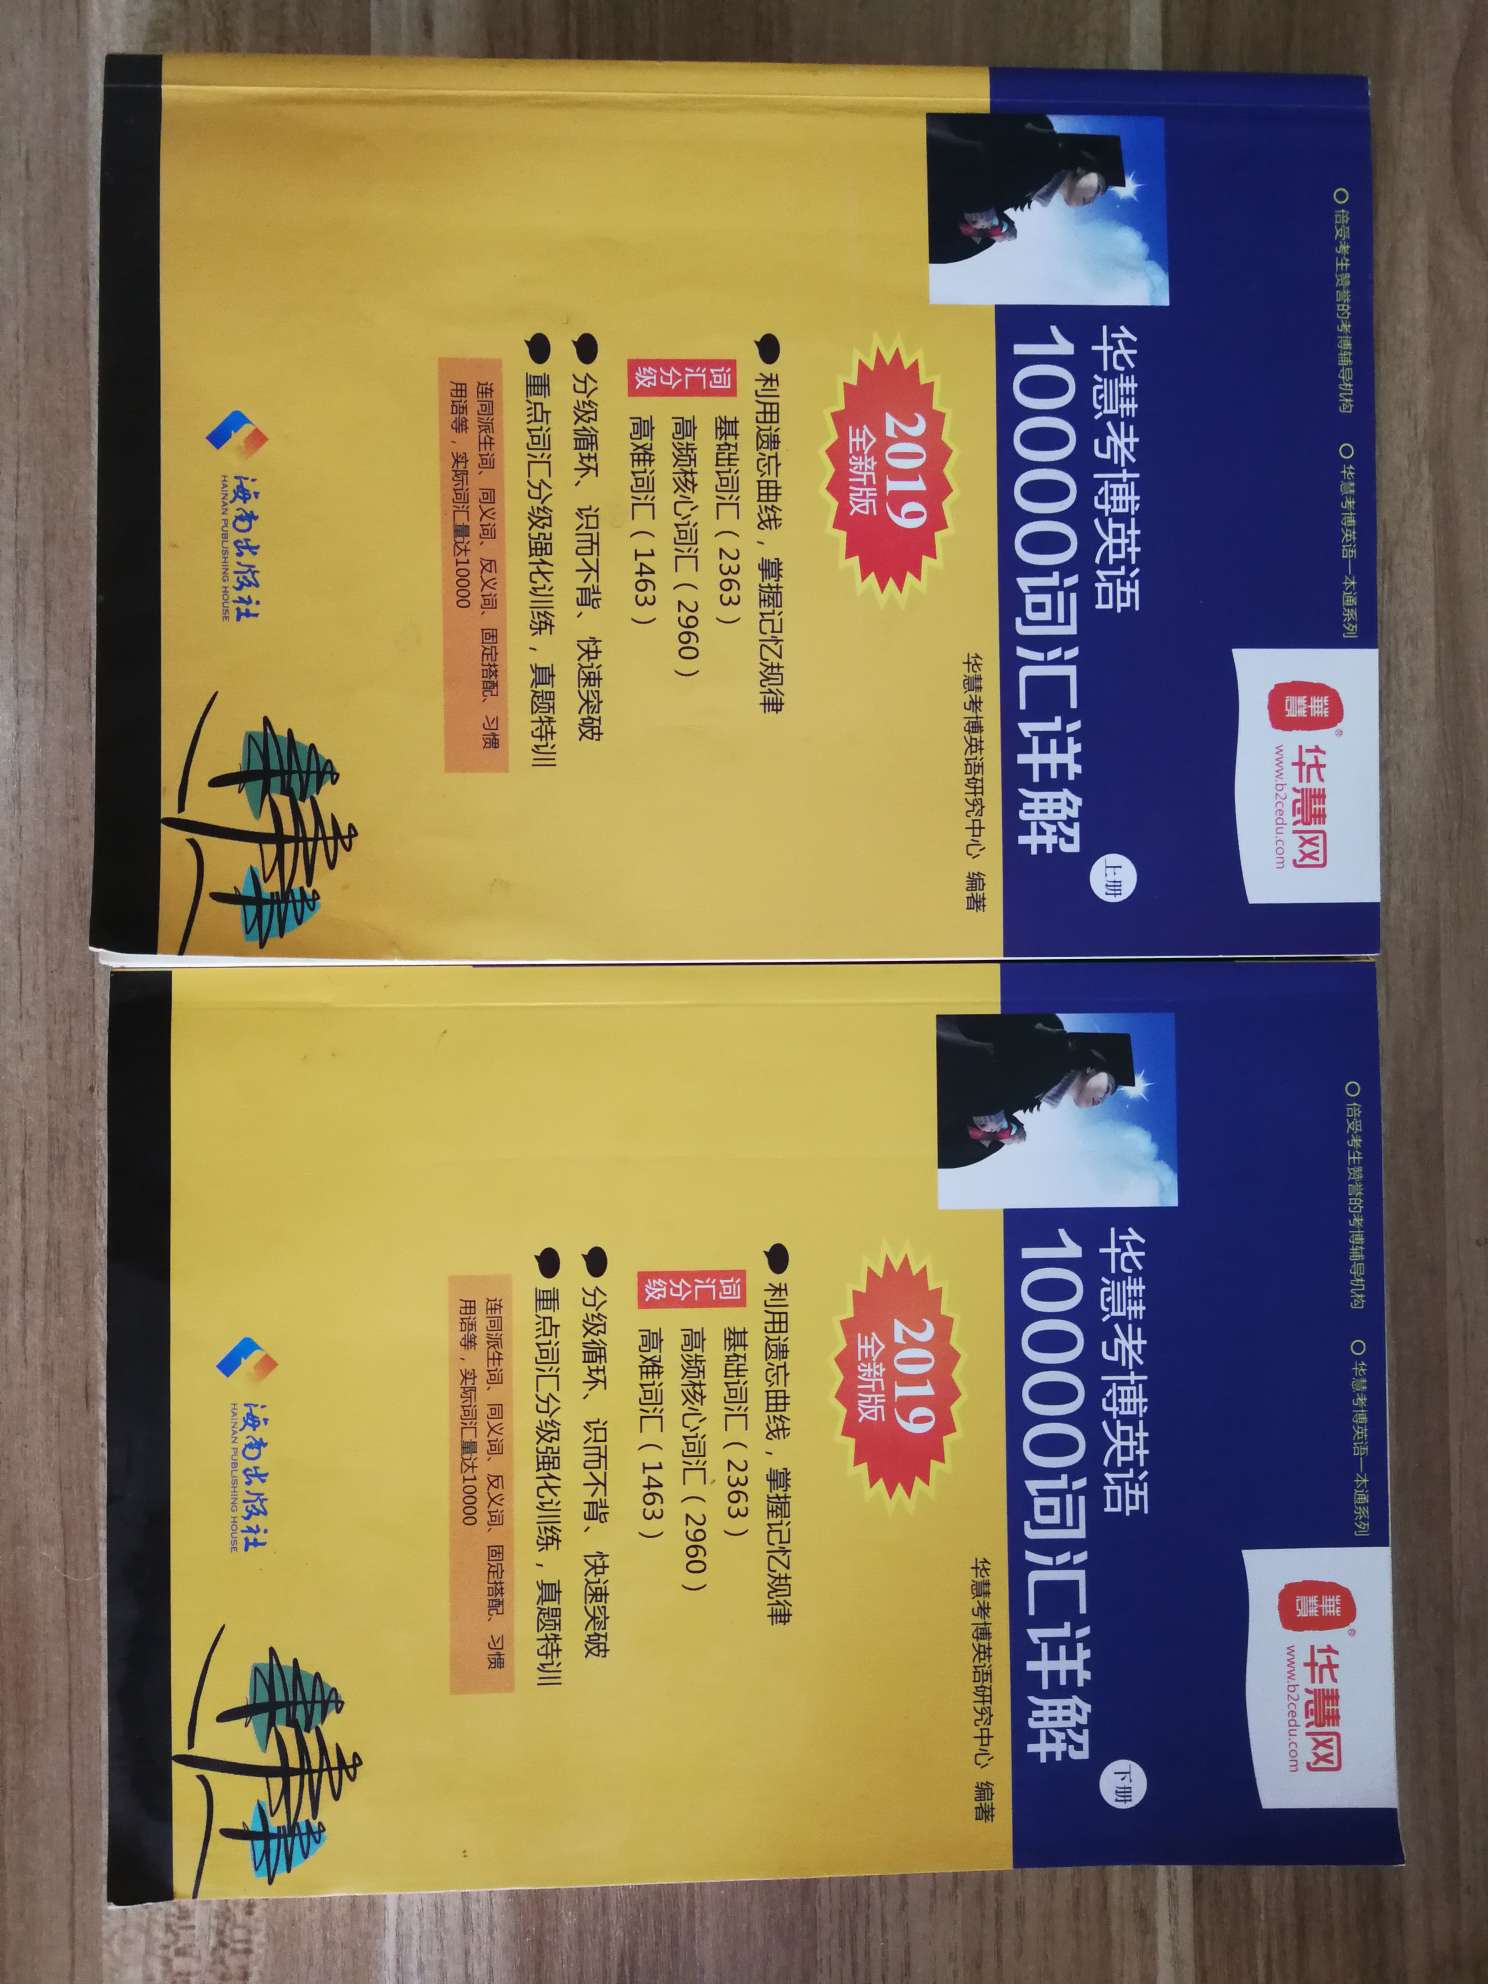 倍受考生赞誉的考博辅导机构 华慧考博英语一本通系列
華慧
®
华慧网
www.b2cedu.com
华慧考博英语
10000词汇详解
上册
华慧考博英语研究中心 编著
2019
全新版
利用遗忘曲线，掌握记忆规律
词汇分级
基础词汇（2363）
高频核心词汇（2960）
高难词汇（1463）
分级循环、识而不背、快速突破
重点词汇分级强化训练，真题特训
连同派生词、同义词、反义词、固定搭配、习惯
用语等，实际词汇量达10000
海南出版社
HAINAN PUBLISHING HOUSE
倍受考生赞誉的考博辅导机构 华慧考博英语一本通系列
華慧
®
华慧网
www.b2cedu.com
华慧考博英语
10000词汇详解
下册
华慧考博英语研究中心 编著
2019
全新版
利用遗忘曲线，掌握记忆规律
词汇分级
基础词汇（2363）
高频核心词汇（2960）
高难词汇（1463）
分级循环、识而不背、快速突破
重点词汇分级强化训练，真题特训
连同派生词、同义词、反义词、固定搭配、习惯
用语等，实际词汇量达10000
海南出版社
HAINAN PUBLISHING HOUSE